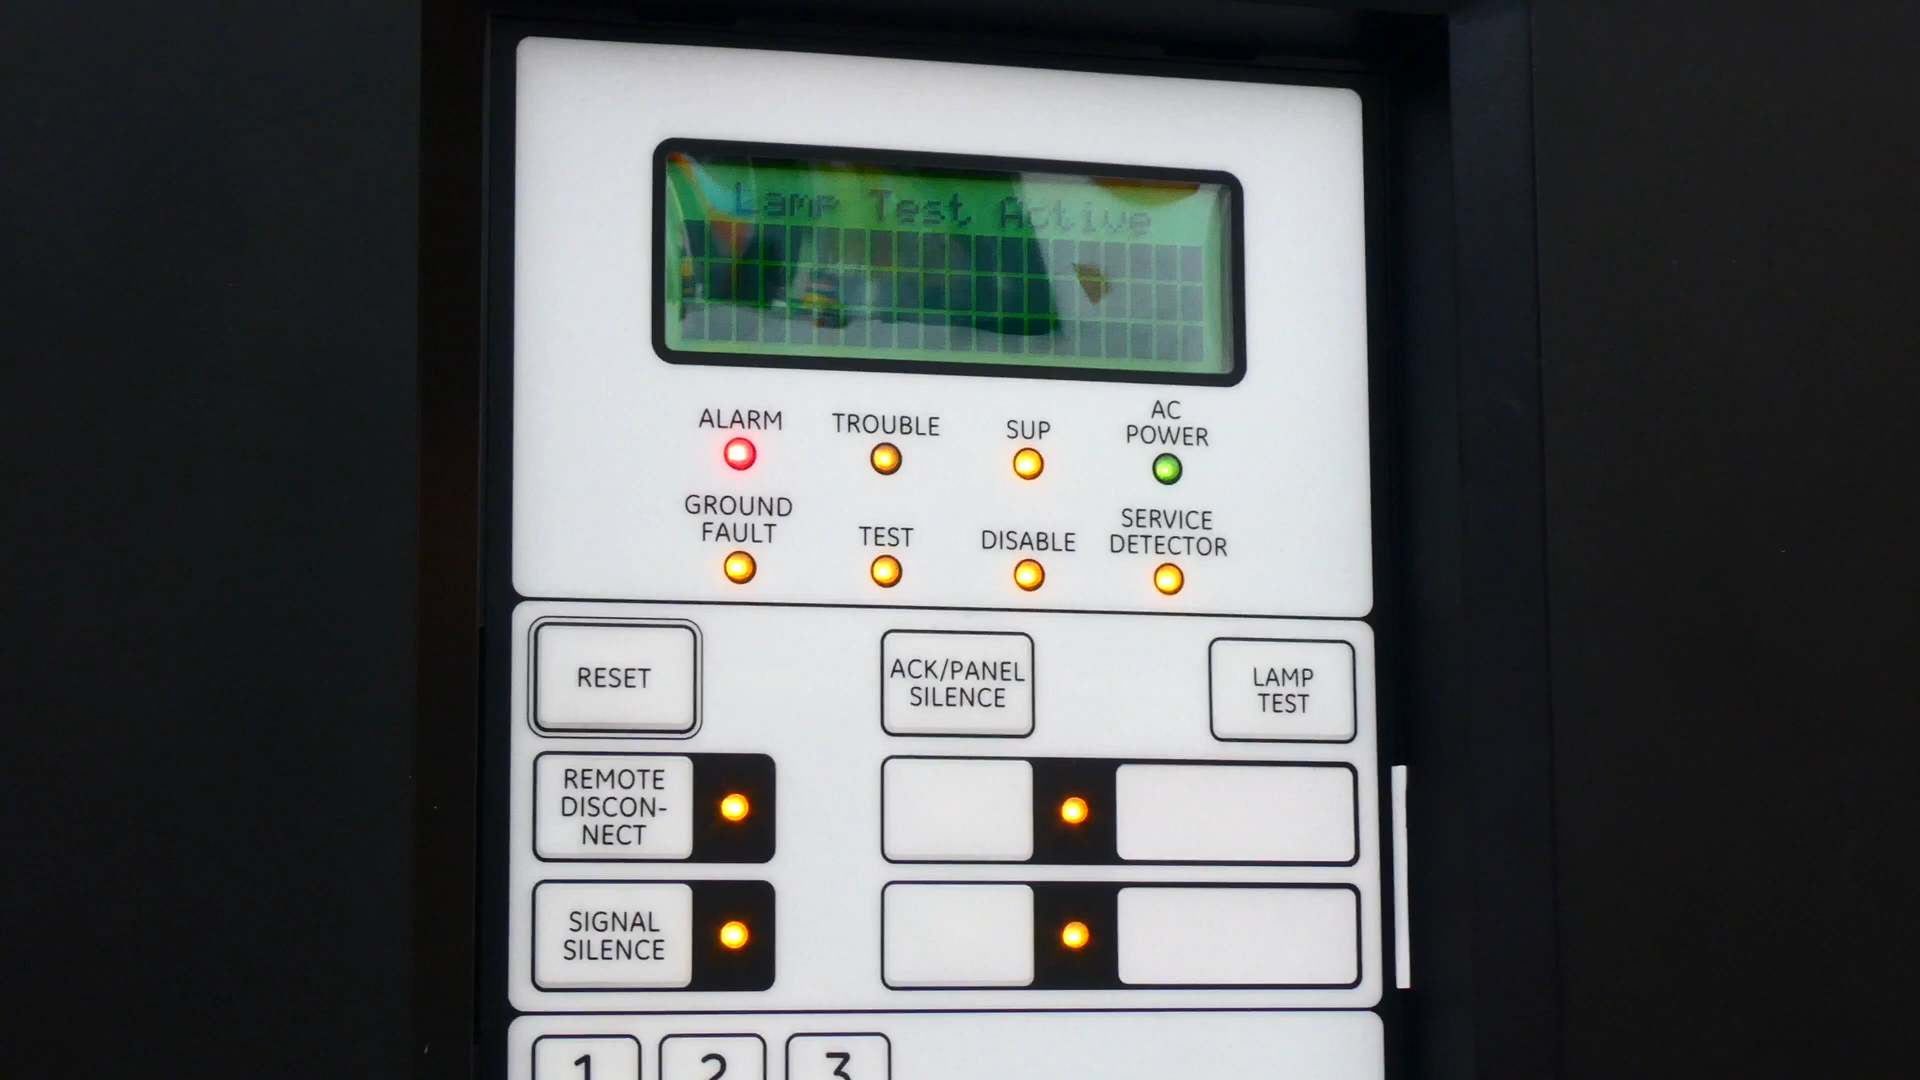 Lamp Test Active
ALARM
TROUBLE
SUP
AC
POWER
GROUND
FAULT
TEST
DISABLE
SERVICE
DETECTOR
RESET
ACK/PANEL
SILENCE
LAMP
TEST
REMOTE
DISCON-
NECT
SIGNAL
SILENCE
1 2 3